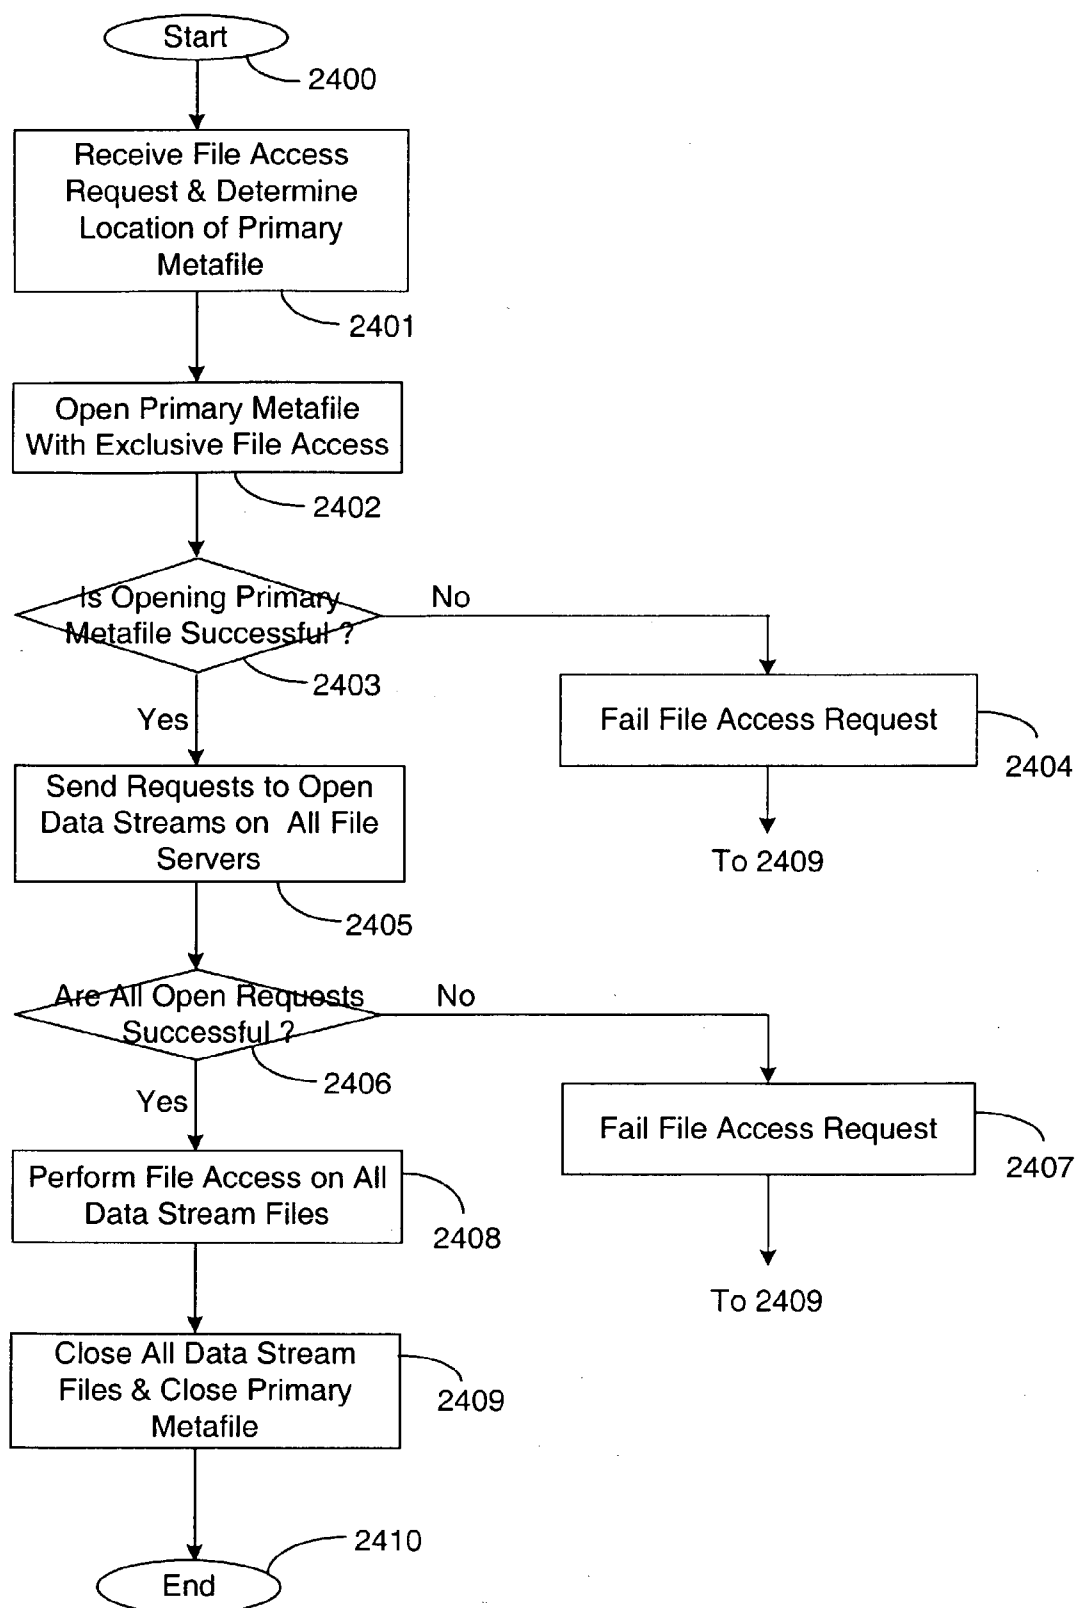 Start
2400
Receive File Access
Request & Determine
Location of Primary
Metafile
2401
Open Primary Metafile
With Exclusive File Access
2402
Is Opening Primary
Metafile Successful ?
No
2403
Yes
Fail File Access Request
2404
To 2409
Send Requests to Open
Data Streams on All File
Servers
2405
Are All Open Requests
Successful ?
No
2406
Yes
Fail File Access Request
2407
To 2409
Perform File Access on All
Data Stream Files
2408
Close All Data Stream
Files & Close Primary
Metafile
2409
2410
End